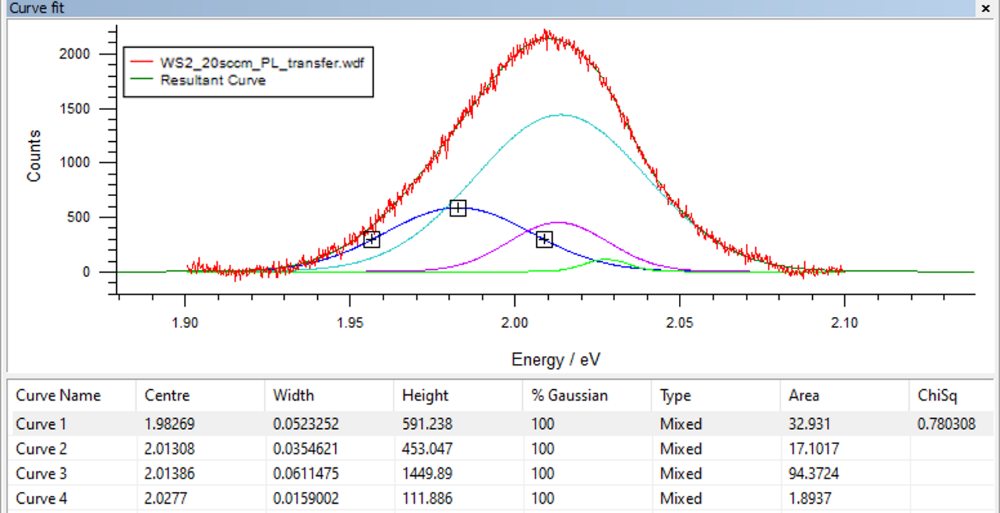 Curve fit
x
WS2_20sccm_PL_transfer.wdf
Resultant Curve
2000
1500
1000
500
0
Counts
1.90 1.95 2.00 2.05 2.10
Energy / eV
Curve Name Centre Width Height % Gaussian Type Area ChiSq
Curve 1 1.98269 0.0523252 591.238 100 Mixed 32.931 0.780308
Curve 2 2.01308 0.0354621 453.047 100 Mixed 17.1017
Curve 3 2.01386 0.0611475 1449.89 100 Mixed 94.3724
Curve 4 2.0277 0.0159002 111.886 100 Mixed 1.8937